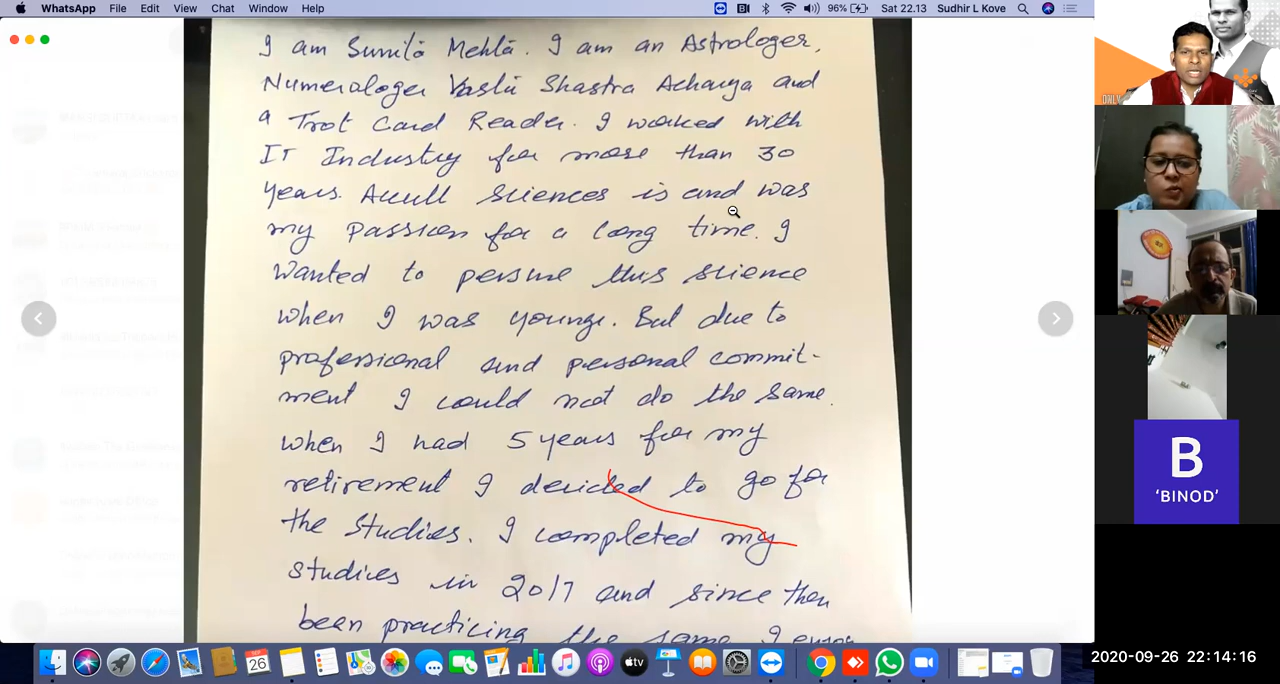 WhatsApp File Edit View Chat Window Help
96% Sat 22.13 Sudhir L Kove
I am Sunita Mehta. I am an Astrologer,
Numerologer Vastu Shastra Acharya and
a Trot Card Reader. I worked with
IT Industry for more than 30
years. Accult sciences is and was
my passion for a long time. I
wanted to persue this science
when I was younge. But due to
professional and personal commit-
ment I could not do the same.
when I had 5 years for my
retirement I decided to go for
the studies. I completed my
studies in 2017 and since then
been practicing the same. I
B
'BINOD'
SEP
26
tv
2020-09-26 22:14:16